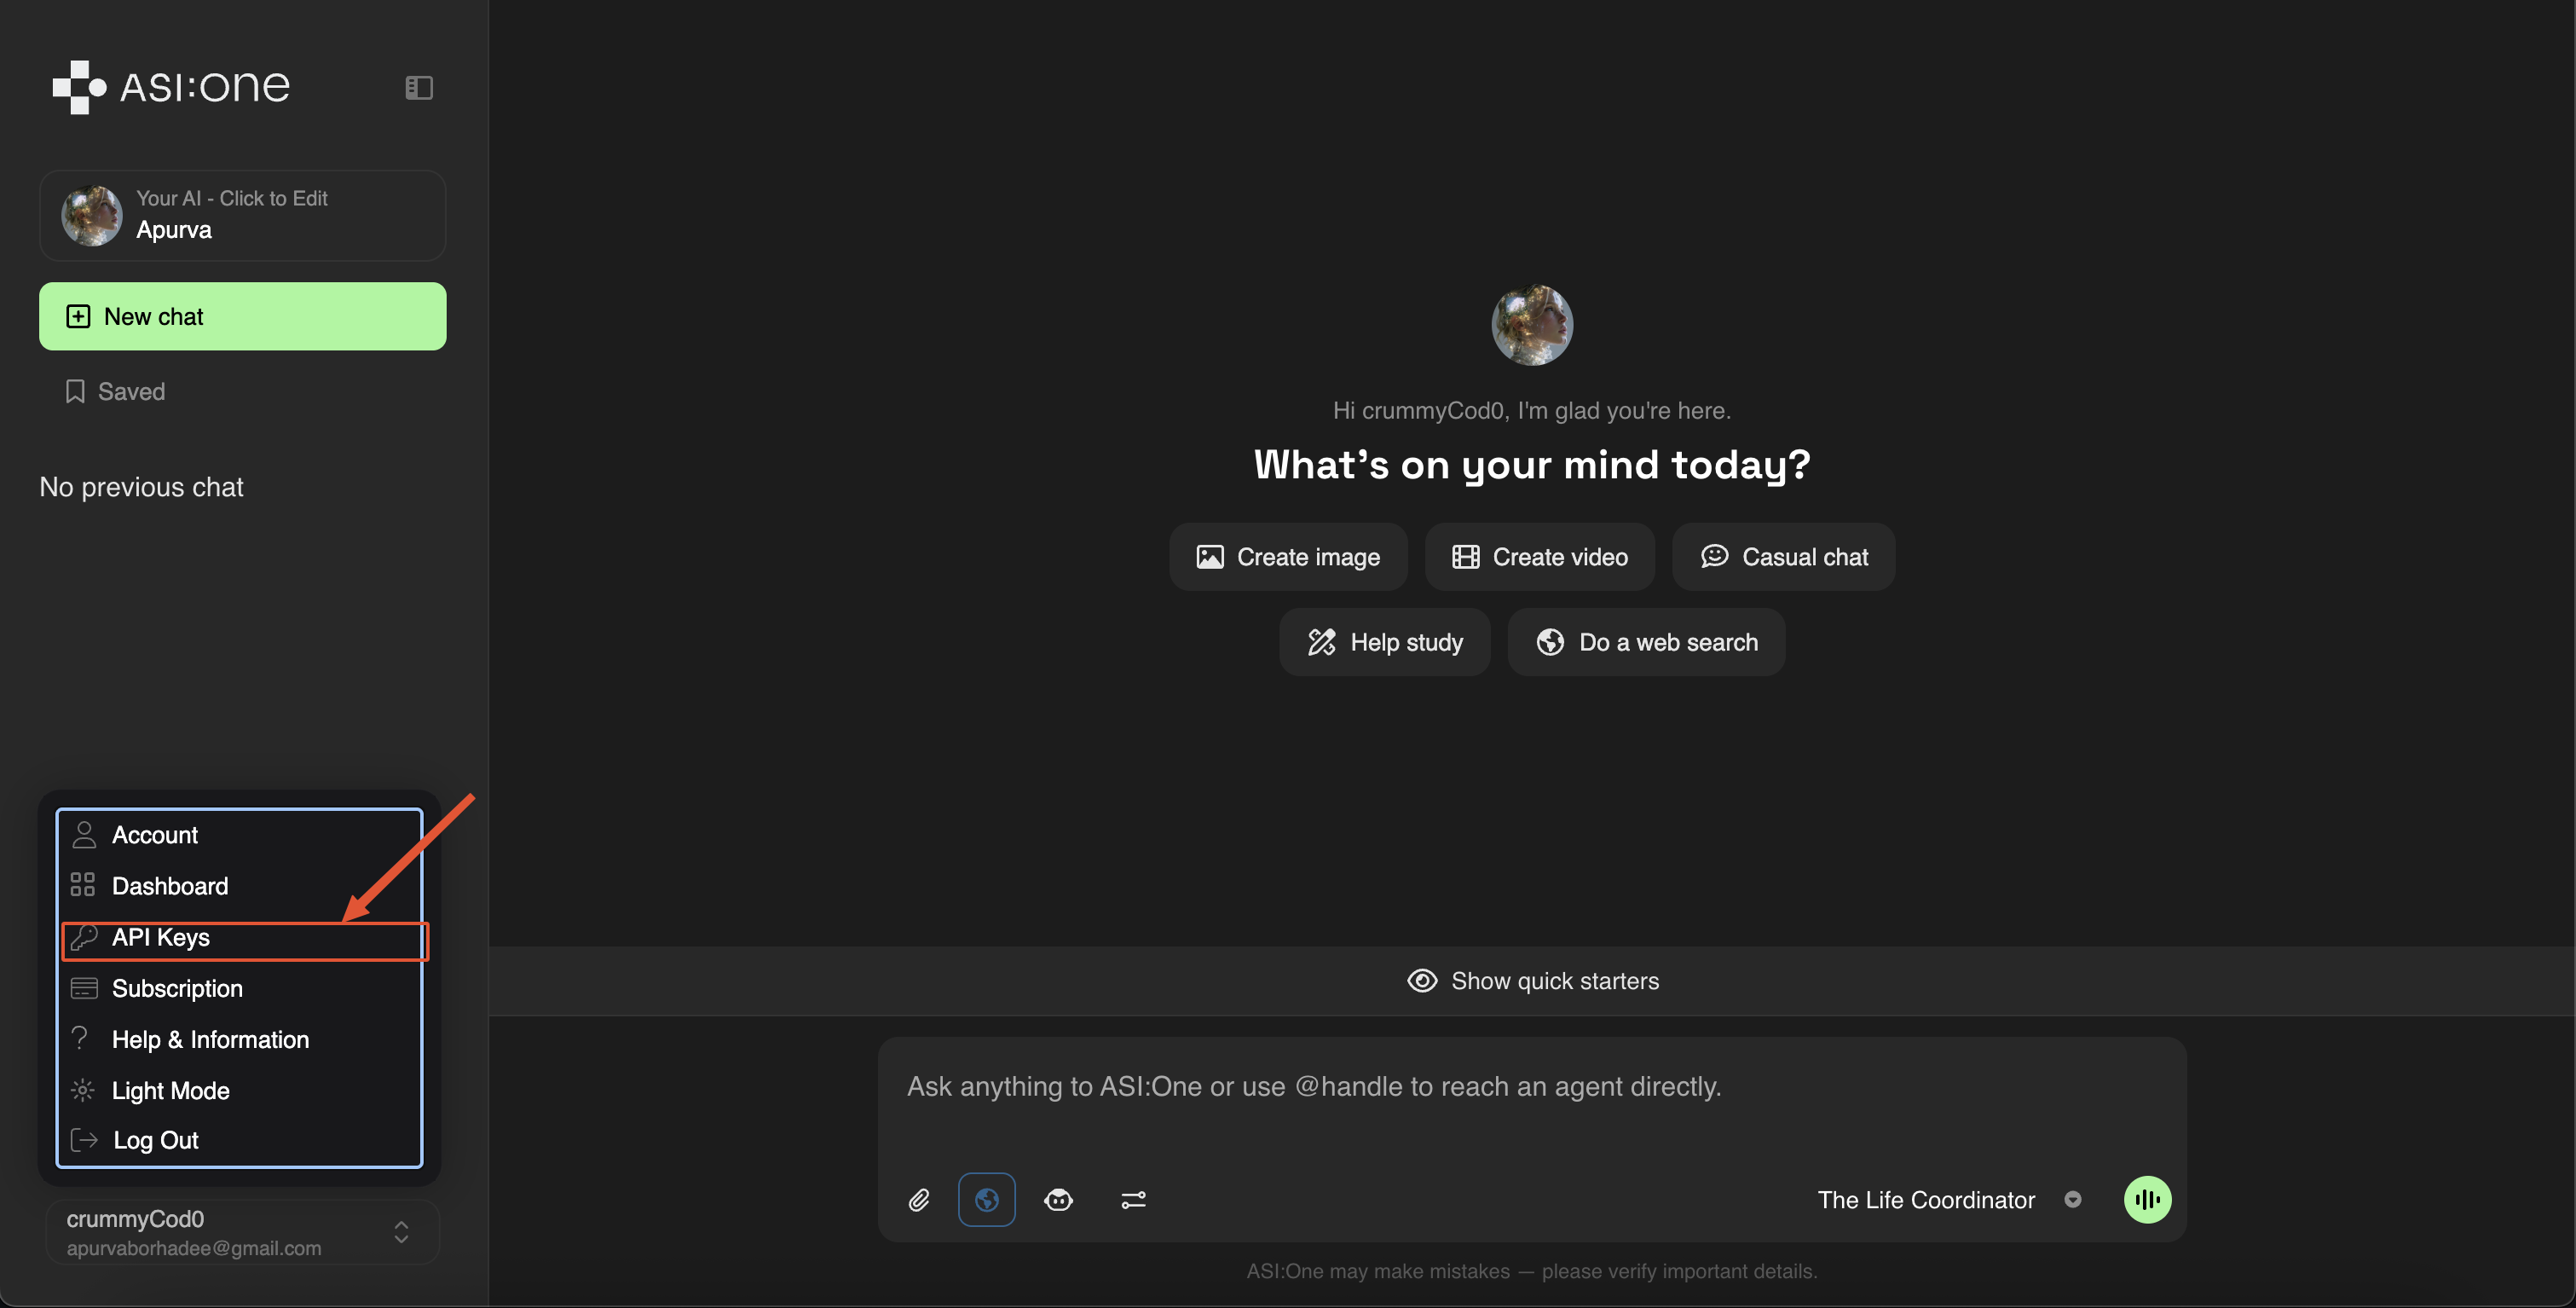 ASI:one
Your AI - Click to Edit
Apurva
New chat
Saved
No previous chat
Account
Dashboard
API Keys
Subscription
Help & Information
Light Mode
Log Out
crummyCod0
apurvaborhadee@gmail.com
Hi crummyCod0, I'm glad you're here.
What's on your mind today?
Create image Create video Casual chat
Help study Do a web search
Show quick starters
Ask anything to ASI:One or use @handle to reach an agent directly.
The Life Coordinator
ASI:One may make mistakes — please verify important details.